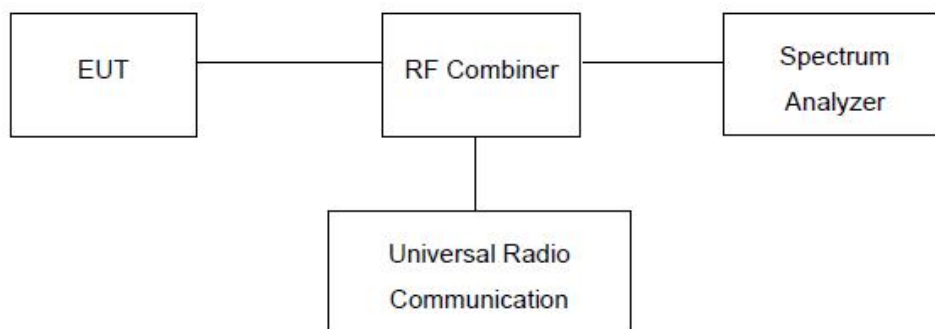 EUT
RF Combiner
Spectrum
Analyzer
Universal Radio
Communication